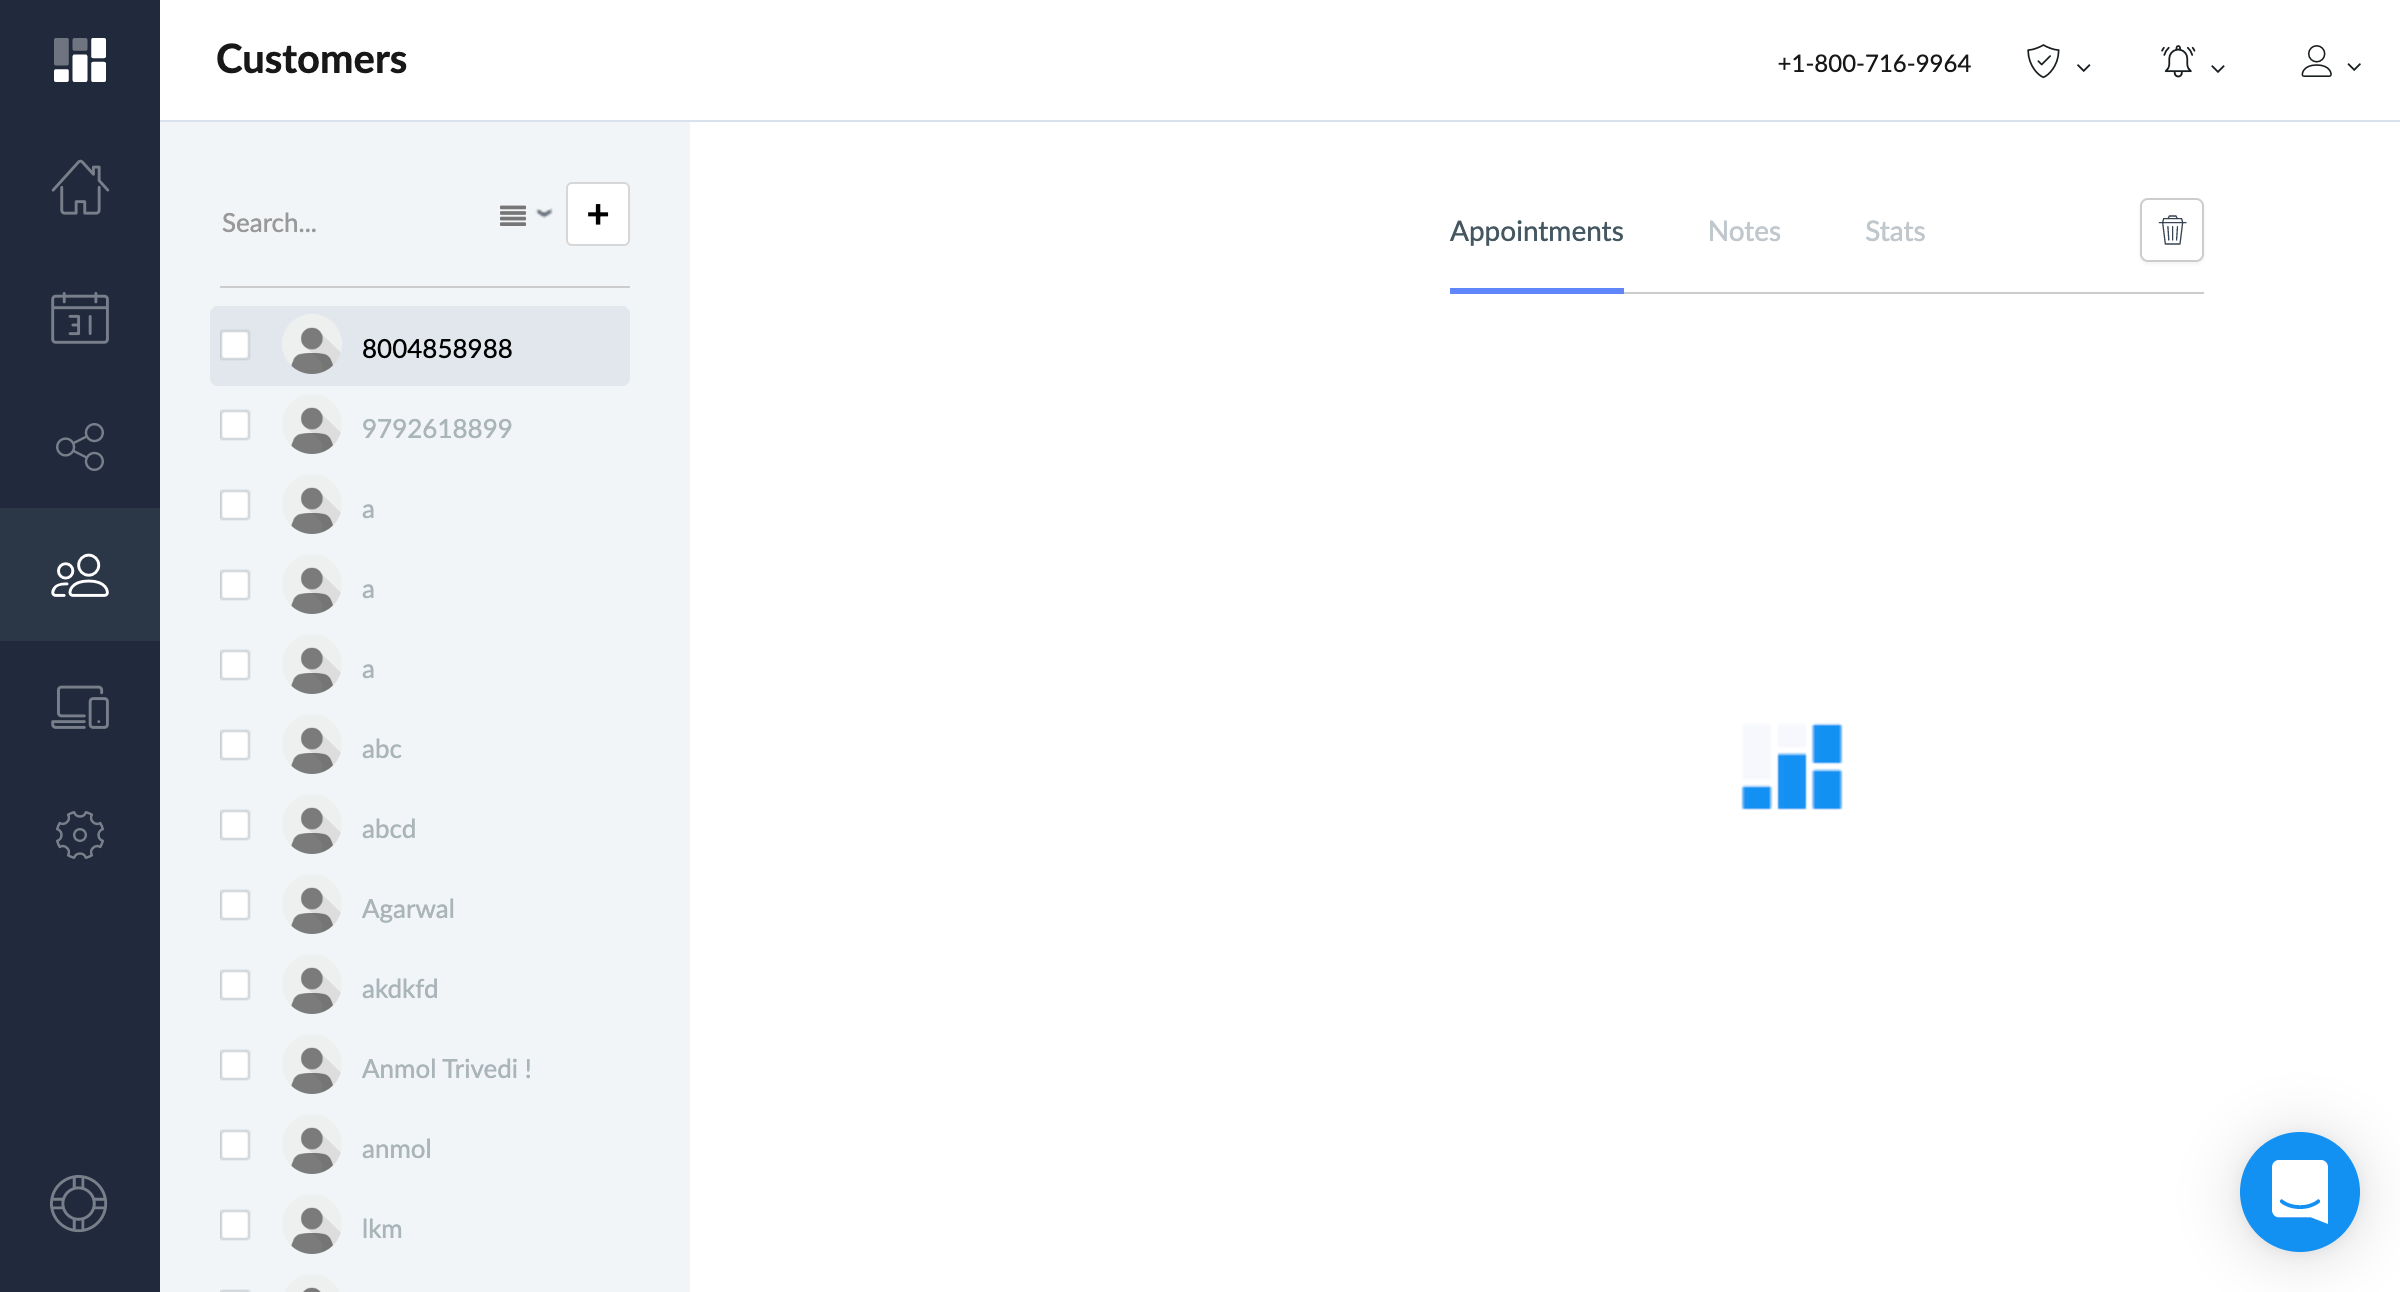 Customers
+1-800-716-9964
Search...
Appointments
Notes
Stats
31
8004858988
9792618899
a
a
a
abc
abcd
Agarwal
akdkfd
Anmol Trivedi !
anmol
lkm